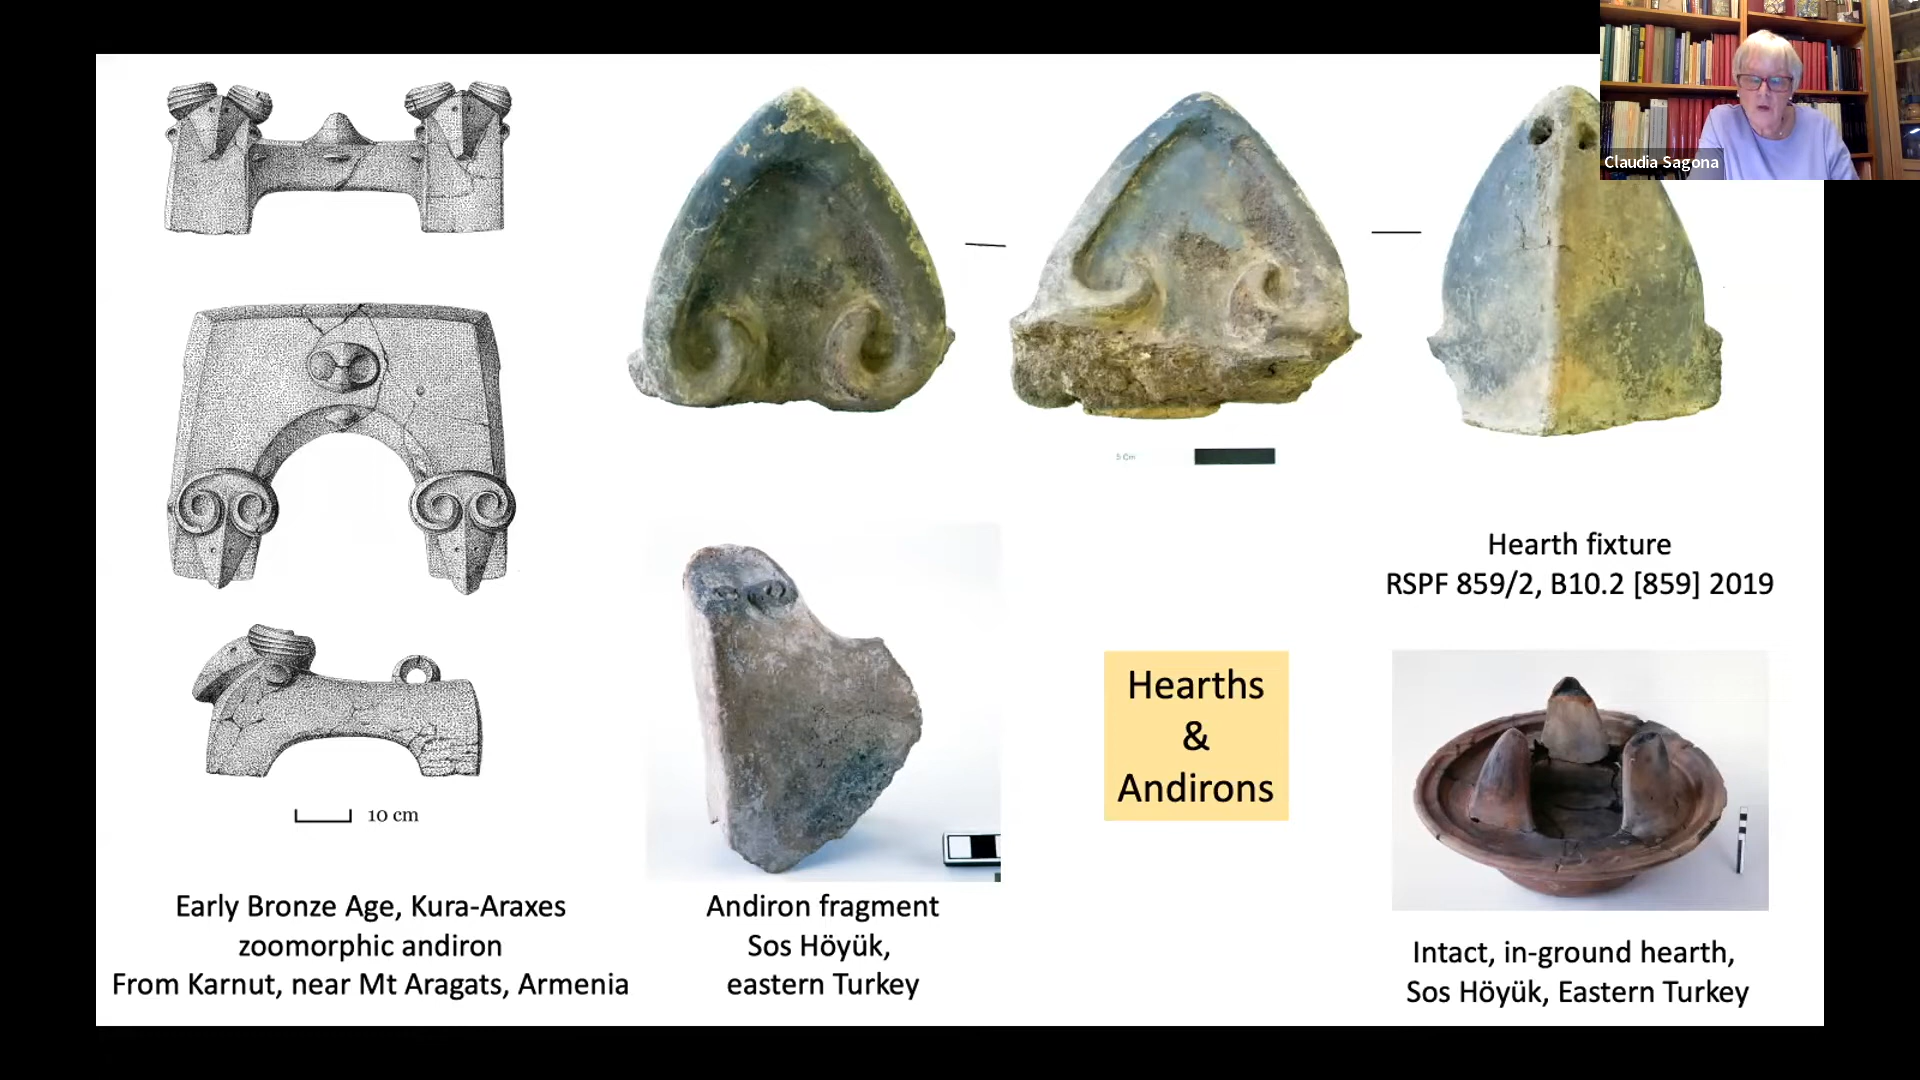 Claudia Sagona
5 Cm
Hearth fixture
RSPF 859/2, B10.2 [859] 2019
Hearths
&
Andirons
10 cm
Early Bronze Age, Kura-Araxes
zoomorphic andiron
From Karnut, near Mt Aragats, Armenia
Andiron fragment
Sos Höyük,
eastern Turkey
Intact, in-ground hearth,
Sos Höyük, Eastern Turkey